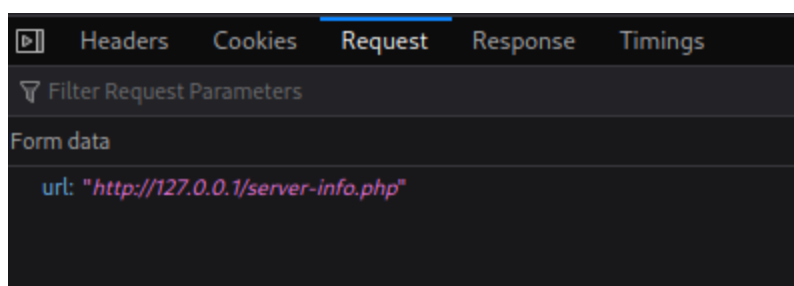 Headers Cookies Request Response Timings
Filter Request Parameters
Form data
url: "http://127.0.0.1/server-info.php"